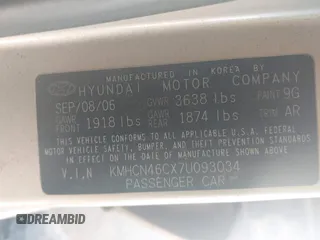 MANUFACTURED IN KOREA BY
HYUNDAI MOTOR COMPANY
SEP/08/06 GVWR 3638 lbs PAINT 9G
GAWR FRONT 1918 lbs GAWR REAR 1874 lbs TRIM AR
THIS VEHICLE CONFORMS TO ALL APPLICABLE U.S.A. FEDERAL
MOTOR VEHICLE SAFETY, BUMPER, AND THEFT PREVENTION STANDARDS
IN EFFECT ON THE DATE OF MANUFACTURE SHOWN ABOVE.
V.I.N KMHCN46CX7U093034
PASSENGER CAR